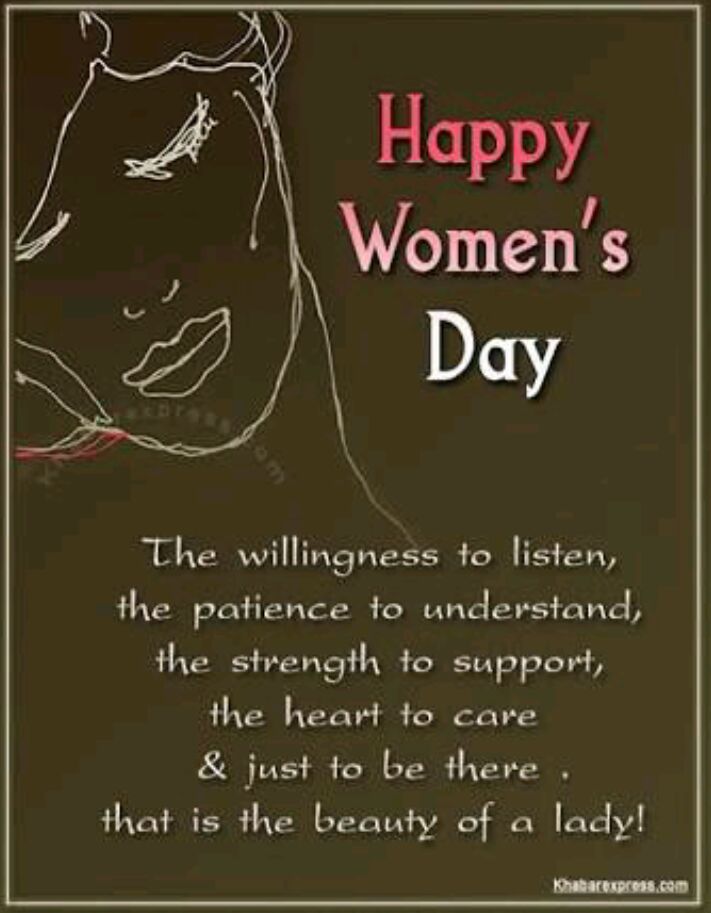 Happy
Women's
Day
The willingness to listen,
the patience to understand,
the strength to support,
the heart to care
& just to be there .
that is the beauty of a lady!
Khabarexpress.com